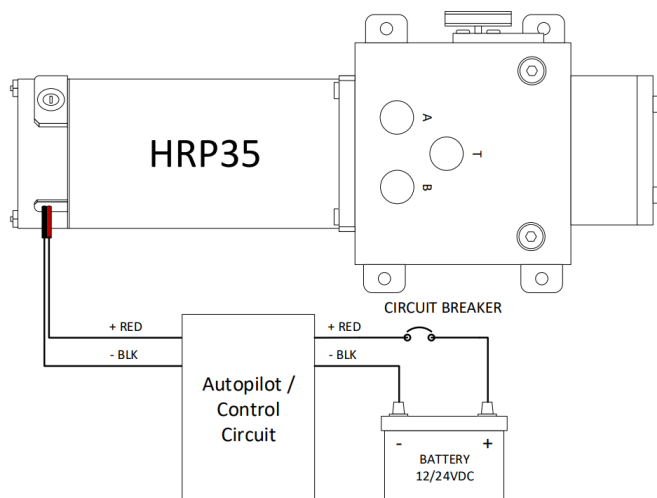 HRP35
A
T
B
CIRCUIT BREAKER
+ RED
+ RED
- BLK
- BLK
Autopilot /
Control
Circuit
- +
BATTERY
12/24VDC